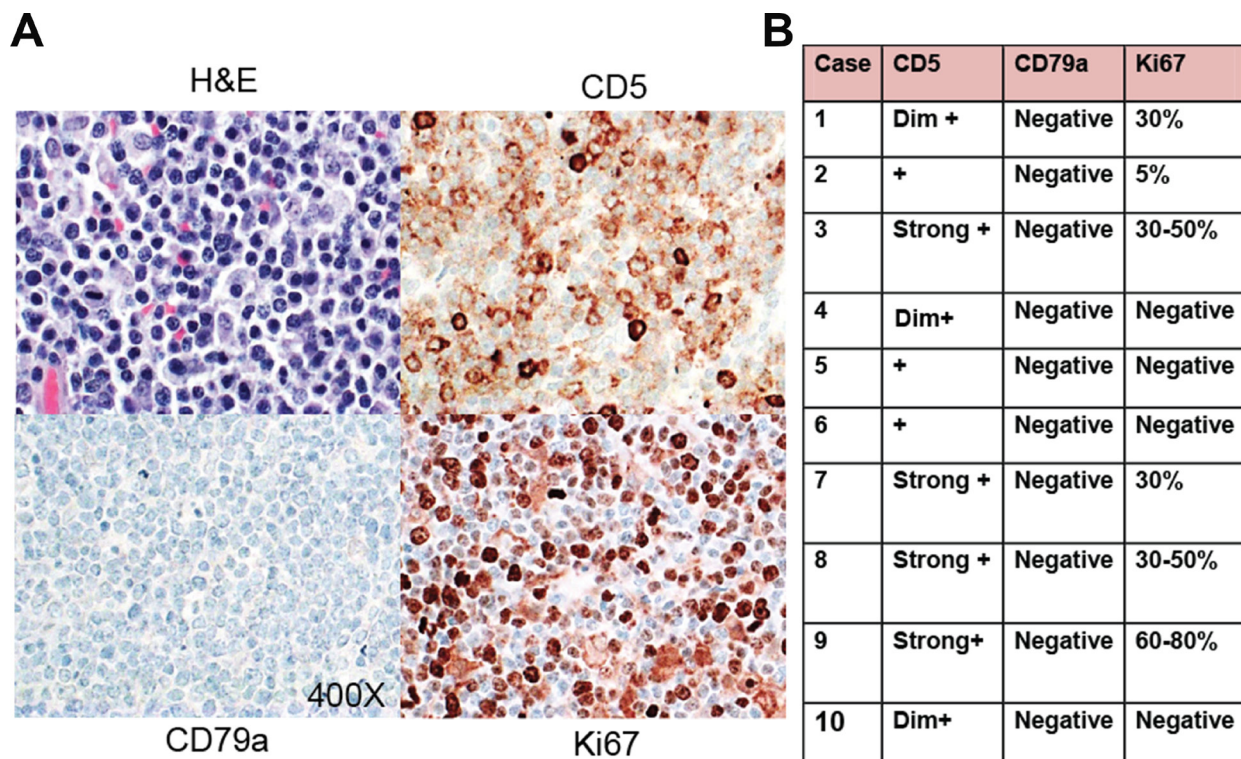 A
H&E
CD5
400X
CD79a
Ki67
B
Case CD5 CD79a Ki67
1 Dim + Negative 30%
2 + Negative 5%
3 Strong + Negative 30-50%
4 Dim+ Negative Negative
5 + Negative Negative
6 + Negative Negative
7 Strong + Negative 30%
8 Strong + Negative 30-50%
9 Strong+ Negative 60-80%
10 Dim+ Negative Negative